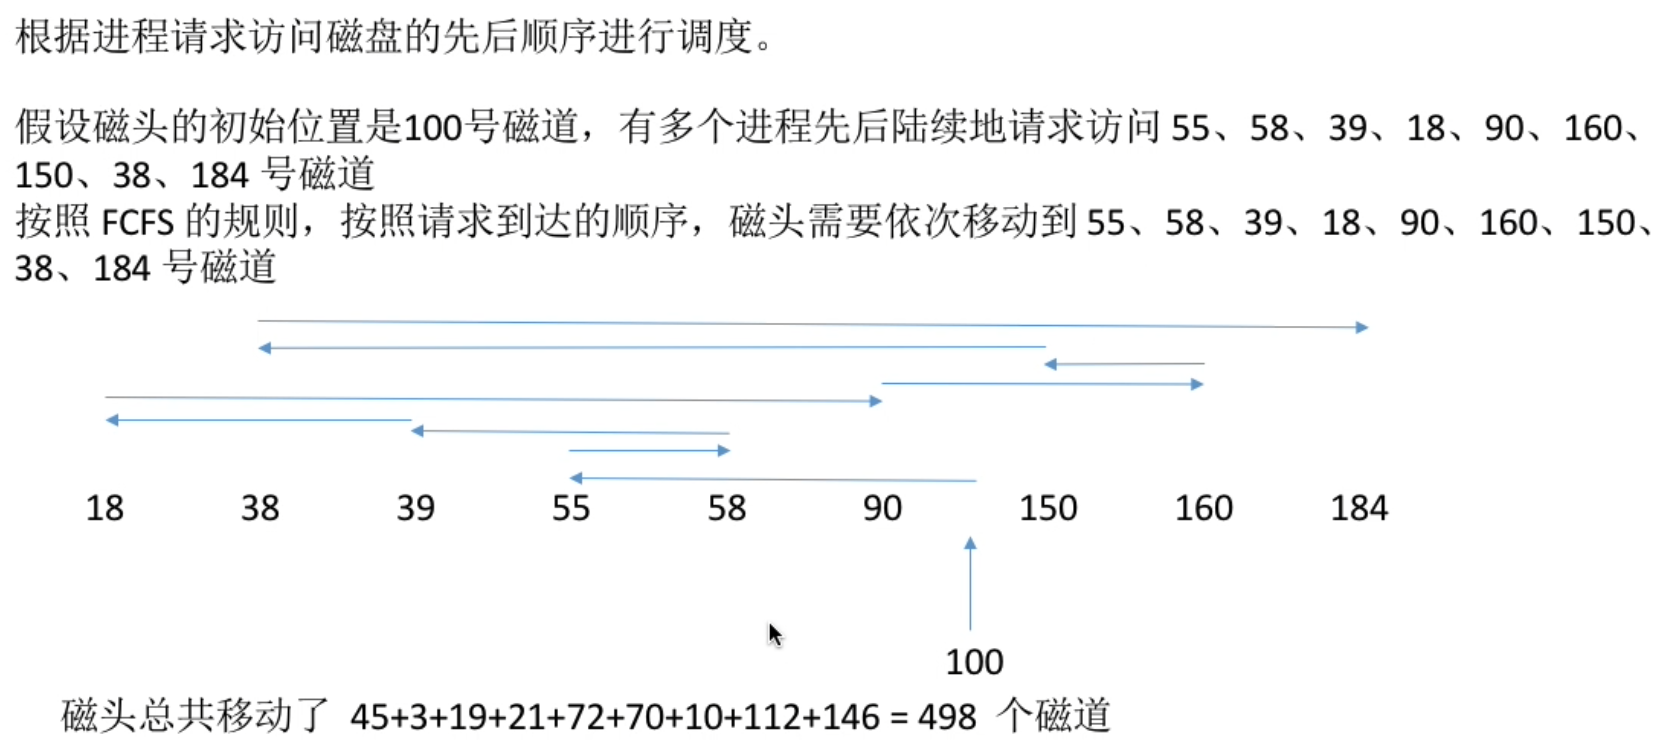 根据进程请求访问磁盘的先后顺序进行调度。
假设磁头的初始位置是100号磁道，有多个进程先后陆续地请求访问 55、58、39、18、90、160、
150、38、184 号磁道
按照 FCFS 的规则，按照请求到达的顺序，磁头需要依次移动到 55、58、39、18、90、160、150、
38、184 号磁道
18 38 39 55 58 90 150 160 184
100
磁头总共移动了 45+3+19+21+72+70+10+112+146 = 498 个磁道